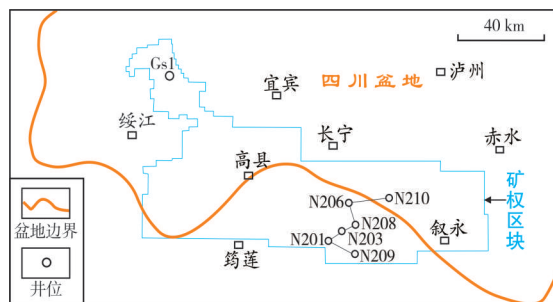 40 km
Gs1
宜宾
四川盆地
泸州
绥江
长宁
赤水
高县
矿权区块
N206
N210
N208
N201
N203
N209
叙永
筠莲
盆地边界
井位